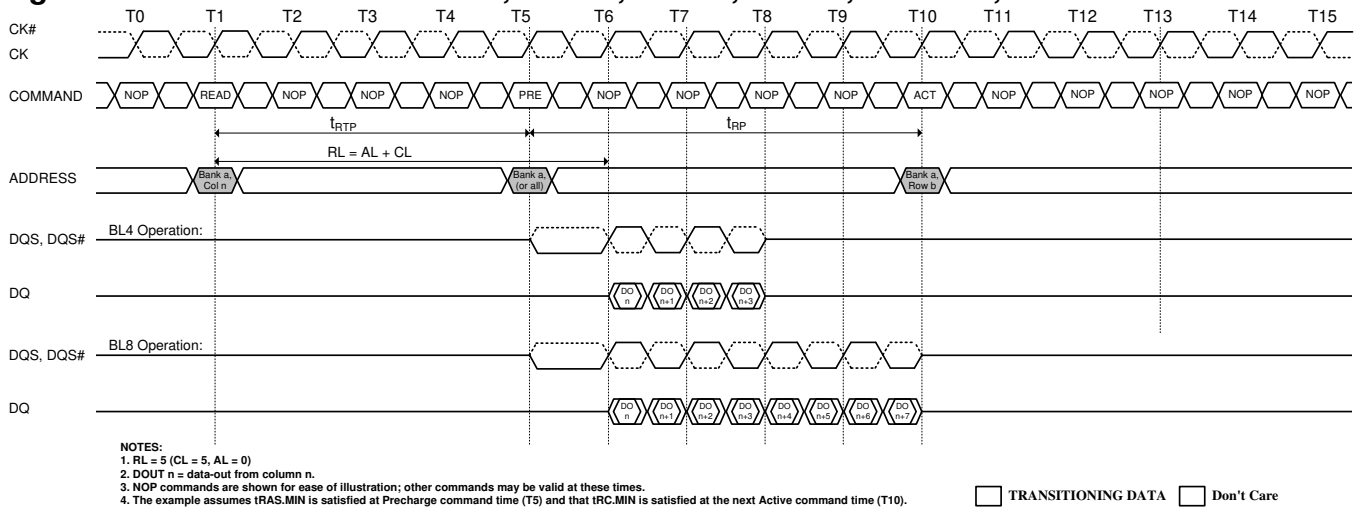 T0 T1 T2 T3 T4 T5 T6 T7 T8 T9 T10 T11 T12 T13 T14 T15
CK#
CK
COMMAND NOP READ NOP NOP NOP PRE NOP NOP NOP NOP ACT NOP NOP NOP NOP NOP
tRTP tRP
RL = AL + CL
ADDRESS Bank a, Col n Bank a, (or all) Bank a, Row b
BL4 Operation:
DQS, DQS#
DQ DO n DO n+1 DO n+2 DO n+3
BL8 Operation:
DQS, DQS#
DQ DO n DO n+1 DO n+2 DO n+3 DO n+4 DO n+5 DO n+6 DO n+7
NOTES:
1. RL = 5 (CL = 5, AL = 0)
2. DOUT n = data-out from column n.
3. NOP commands are shown for ease of illustration; other commands may be valid at these times.
4. The example assumes tRAS.MIN is satisfied at Precharge command time (T5) and that tRC.MIN is satisfied at the next Active command time (T10).
TRANSITIONING DATA Don't Care